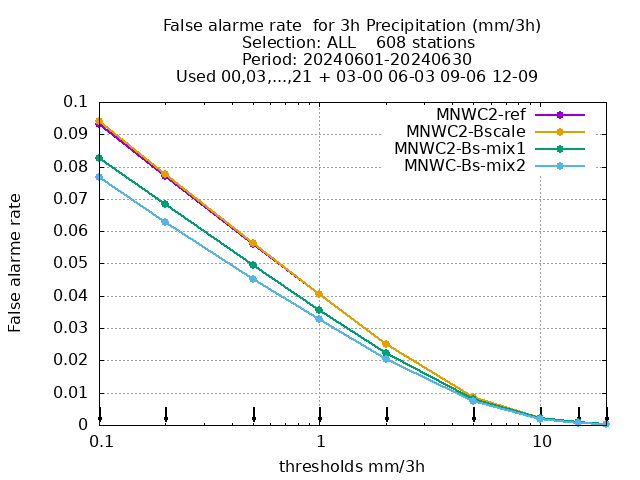 False alarme rate  for 3h Precipitation (mm/3h)
Selection: ALL    608 stations
Period: 20240601-20240630
Used 00,03,...,21 + 03-00 06-03 09-06 12-09
MNWC2-ref
MNWC2-Bscale
MNWC2-Bs-mix1
MNWC-Bs-mix2
0.1
0.09
0.08
0.07
0.06
0.05
0.04
0.03
0.02
0.01
0
False alarme rate
0.1 1 10
thresholds mm/3h